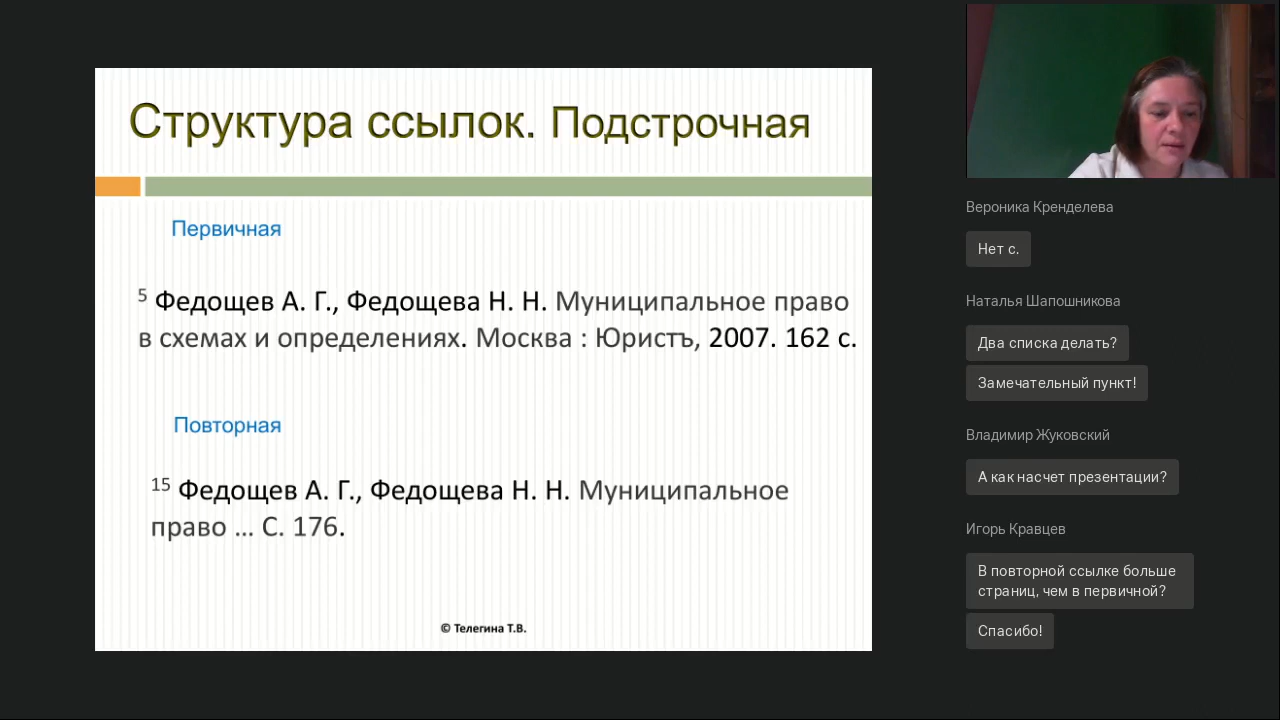 Структура ссылок. Подстрочная
Первичная
5 Федощев А. Г., Федощева Н. Н. Муниципальное право
в схемах и определениях. Москва : Юристъ, 2007. 162 с.
Повторная
15 Федощев А. Г., Федощева Н. Н. Муниципальное
право ... С. 176.
© Телегина Т.В.
Вероника Кренделева
Нет с.
Наталья Шапошникова
Два списка делать?
Замечательный пункт!
Владимир Жуковский
А как насчет презентации?
Игорь Кравцев
В повторной ссылке больше
страниц, чем в первичной?
Спасибо!